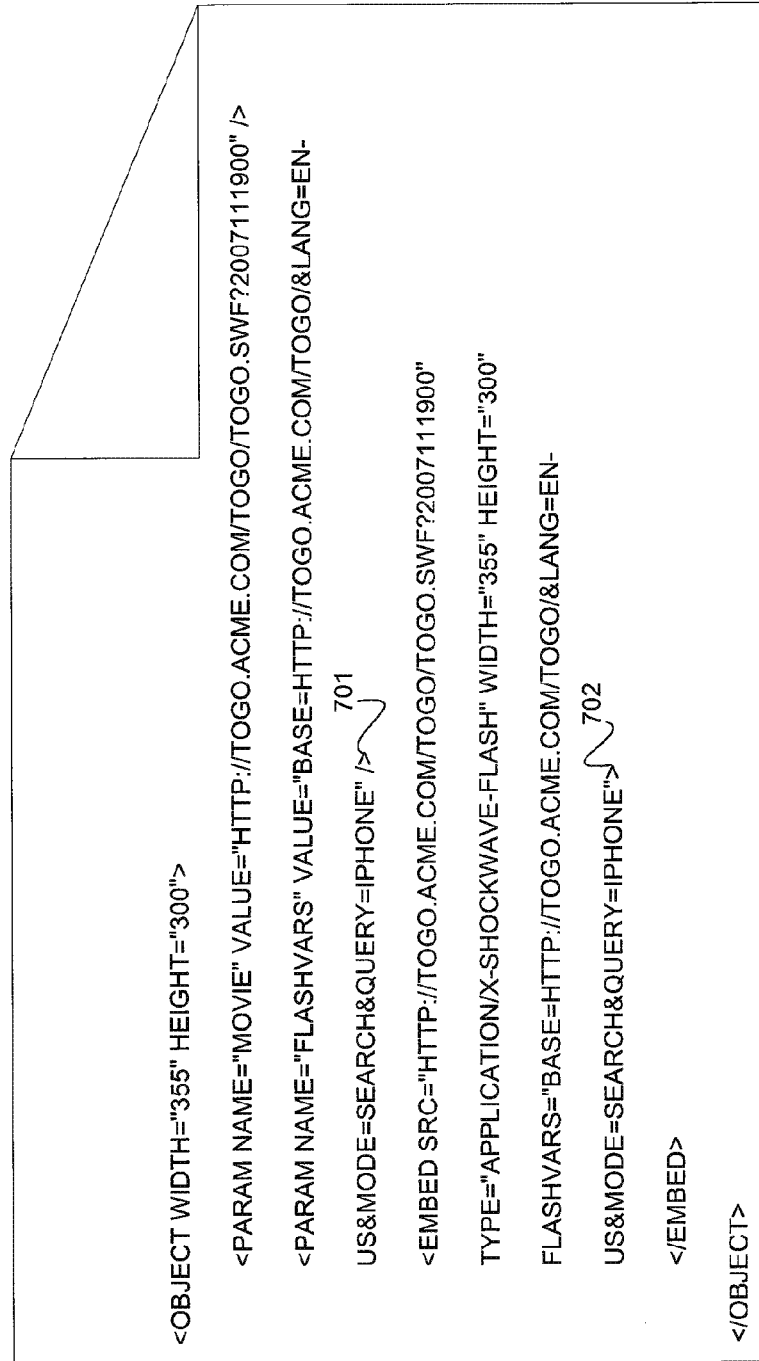 <OBJECT WIDTH="355" HEIGHT="300">
<PARAM NAME="MOVIE" VALUE="HTTP://TOGO.ACME.COM/TOGO/TOGO.SWF?2007111900" />
<PARAM NAME="FLASHVARS" VALUE="BASE=HTTP://TOGO.ACME.COM/TOGO/&LANG=EN-
US&MODE=SEARCH&QUERY=IPHONE" /> 701
<EMBED SRC="HTTP://TOGO.ACME.COM/TOGO/TOGO.SWF?2007111900"
TYPE="APPLICATION/X-SHOCKWAVE-FLASH" WIDTH="355" HEIGHT="300"
FLASHVARS="BASE=HTTP://TOGO.ACME.COM/TOGO/&LANG=EN-
US&MODE=SEARCH&QUERY=IPHONE"> 702
</EMBED>
</OBJECT>